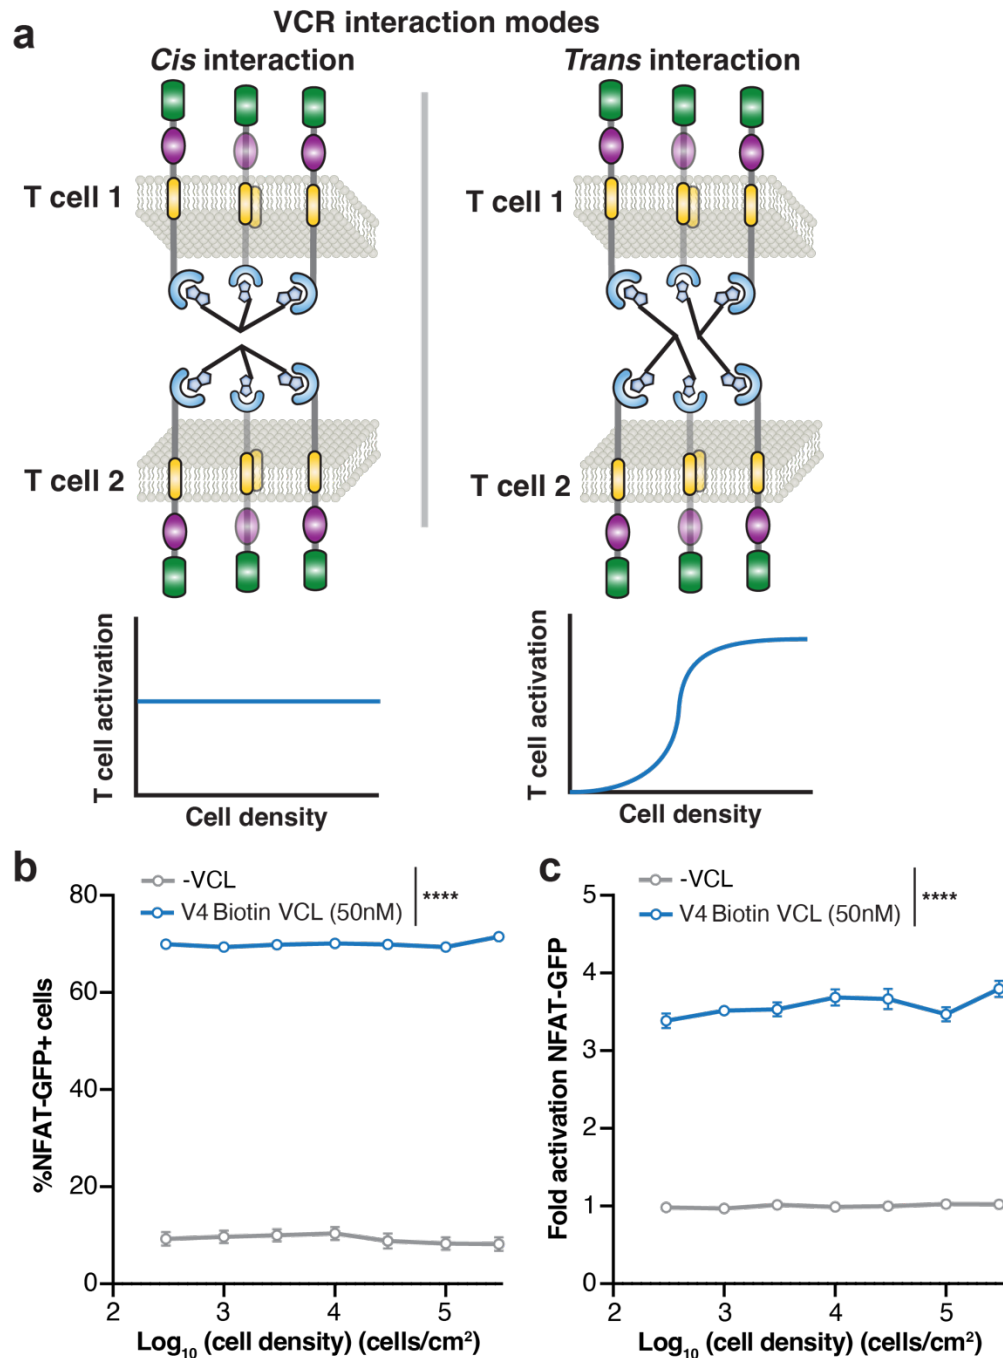 a
VCR interaction modes
Cis interaction
Trans interaction
T cell 1
T cell 1
T cell 2
T cell 2
T cell activation
Cell density
T cell activation
Cell density
b
-VCL
V4 Biotin VCL (50nM)
****
%NFAT-GFP+ cells
80
60
40
20
0
2 3 4 5
Log10 (cell density) (cells/cm²)
c
-VCL
V4 Biotin VCL (50nM)
****
Fold activation NFAT-GFP
5
4
3
2
1
0
2 3 4 5
Log10 (cell density) (cells/cm²)